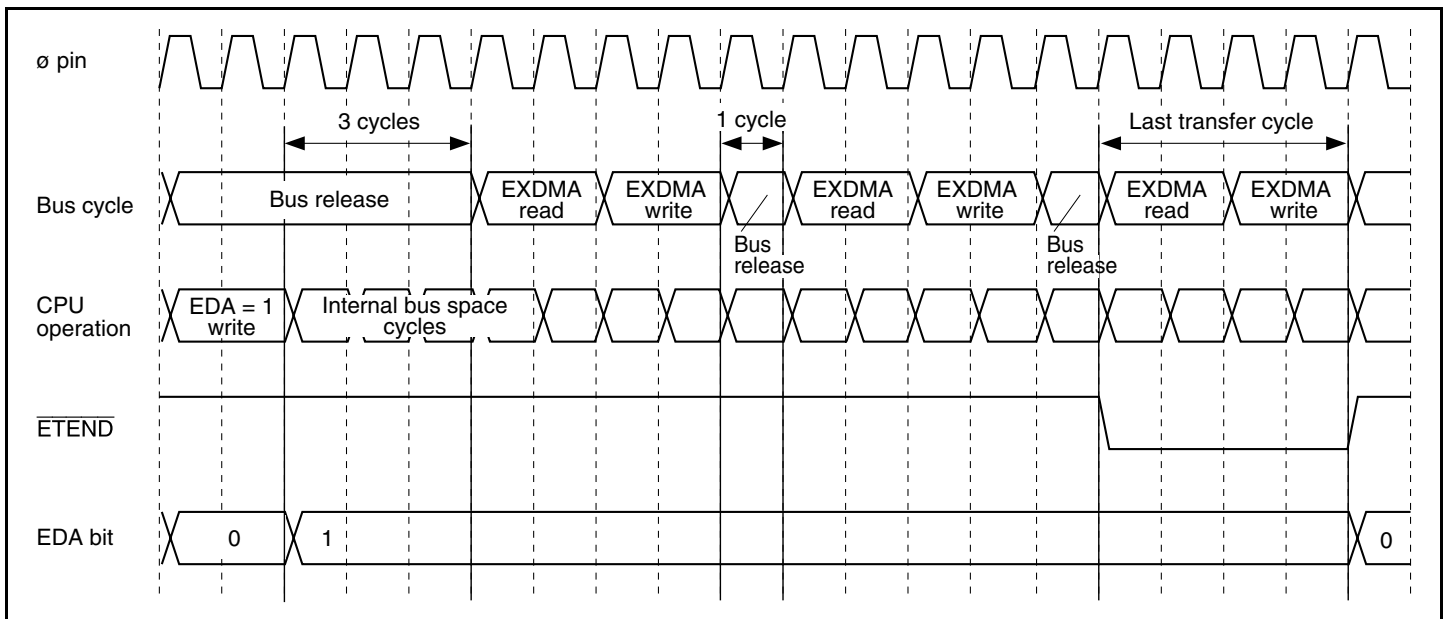 ø pin
3 cycles
1 cycle
Last transfer cycle
Bus cycle
Bus release
EXDMA
read
EXDMA
write
Bus
release
EXDMA
read
EXDMA
write
Bus
release
EXDMA
read
EXDMA
write
CPU
operation
EDA = 1
write
Internal bus space
cycles
ETEND
EDA bit
0
1
0